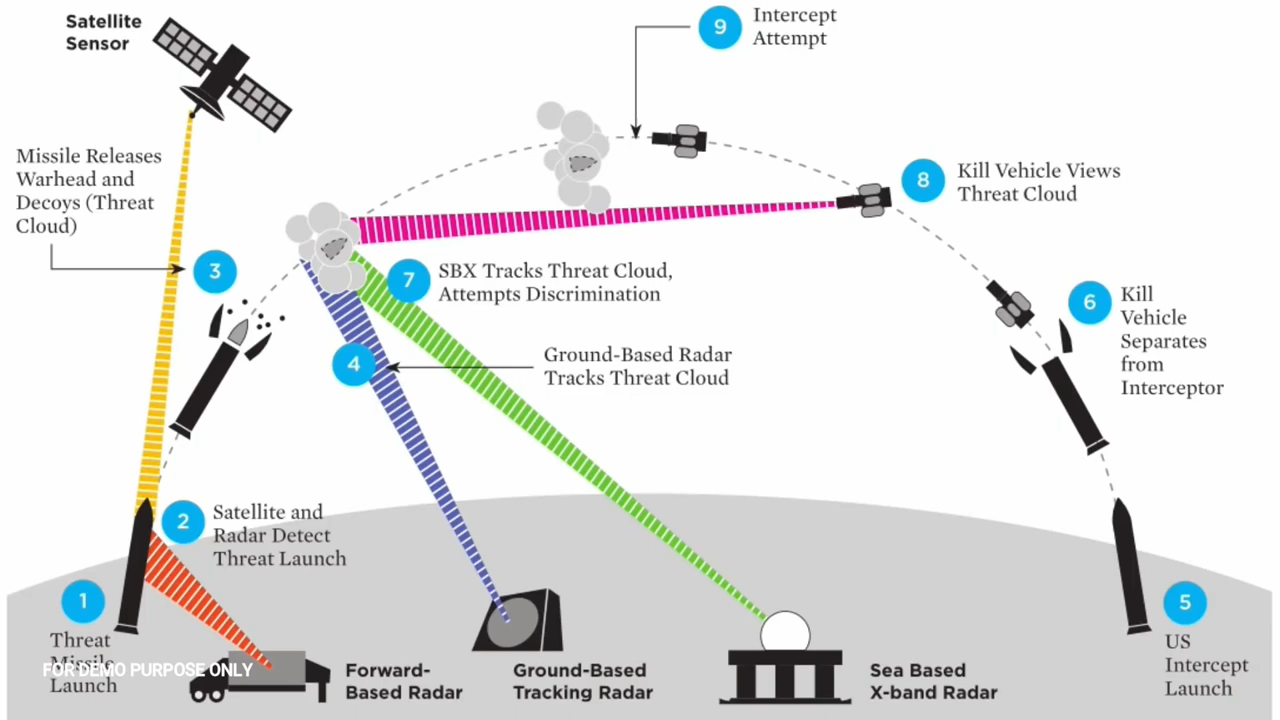 Satellite
Sensor
9
Intercept
Attempt
Missile Releases
Warhead and
Decoys (Threat
Cloud)
8
Kill Vehicle Views
Threat Cloud
3
7
SBX Tracks Threat Cloud,
Attempts Discrimination
6
Kill
Vehicle
Separates
from
Interceptor
4
Ground-Based Radar
Tracks Threat Cloud
2
Satellite and
Radar Detect
Threat Launch
1
Threat
Missile
Launch
FOR DEMO PURPOSE ONLY
5
US
Intercept
Launch
Forward-
Based Radar
Ground-Based
Tracking Radar
Sea Based
X-band Radar